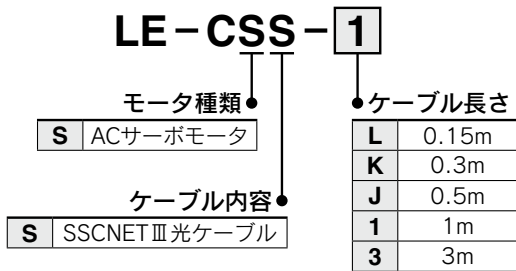 LE－CSS－1
モータ種類
S ACサーボモータ
ケーブル内容
S SSCNETⅢ光ケーブル
ケーブル長さ
L 0.15m
K 0.3m
J 0.5m
1 1m
3 3m